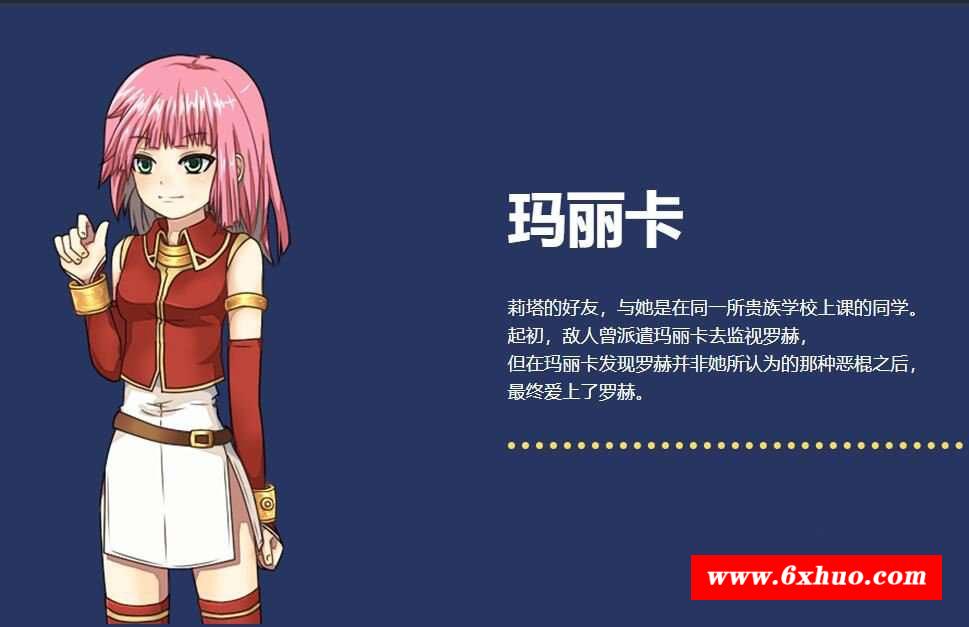 玛丽卡
莉塔的好友，与她是在同一所贵族学校上课的同学。
起初，敌人曾派遣玛丽卡去监视罗赫，
但在玛丽卡发现罗赫并非她所认为的那种恶棍之后，
最终爱上了罗赫。
www.6xhuo.com